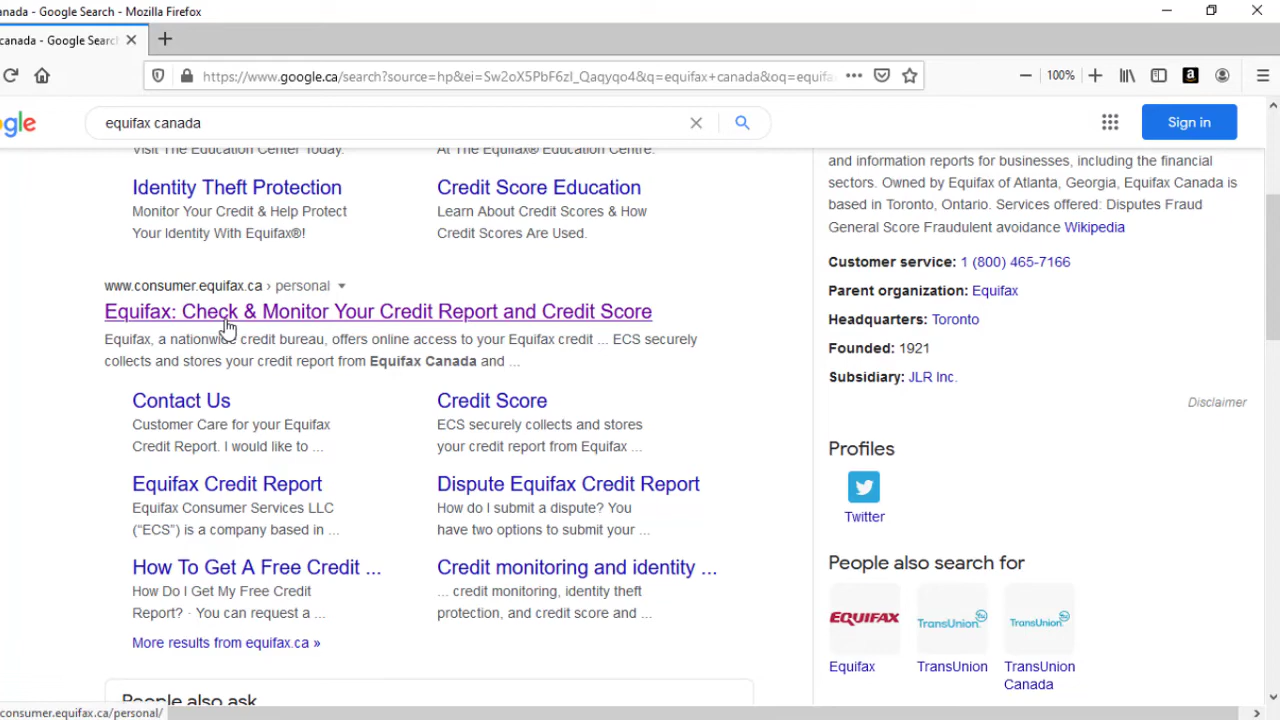 anada - Google Search - Mozilla Firefox
canada - Google Search
https://www.google.ca/search?source=hp&ei=Sw2oX5PbF6zI_Qaqyqo4&q=equifax+canada&oq=equifa
100%
gle
equifax canada
Sign in
Visit The Education Center Today.
At The Equifax® Education Centre.
Identity Theft Protection
Credit Score Education
Monitor Your Credit & Help Protect
Your Identity With Equifax®!
Learn About Credit Scores & How
Credit Scores Are Used.
www.consumer.equifax.ca › personal
Equifax: Check & Monitor Your Credit Report and Credit Score
Equifax, a nationwide credit bureau, offers online access to your Equifax credit ... ECS securely
collects and stores your credit report from Equifax Canada and ...
Contact Us
Customer Care for your Equifax
Credit Report. I would like to ...
Credit Score
ECS securely collects and stores
your credit report from Equifax ...
Equifax Credit Report
Equifax Consumer Services LLC
(“ECS”) is a company based in ...
Dispute Equifax Credit Report
How do I submit a dispute? You
have two options to submit your ...
How To Get A Free Credit ...
How Do I Get My Free Credit
Report? · You can request a ...
Credit monitoring and identity ...
... credit monitoring, identity theft
protection, and credit score and ...
More results from equifax.ca »
People also ask
and information reports for businesses, including the financial
sectors. Owned by Equifax of Atlanta, Georgia, Equifax Canada is
based in Toronto, Ontario. Services offered: Disputes Fraud
General Score Fraudulent avoidance Wikipedia
Customer service: 1 (800) 465-7166
Parent organization: Equifax
Headquarters: Toronto
Founded: 1921
Subsidiary: JLR Inc.
Disclaimer
Profiles
Twitter
People also search for
EQUIFAX
TransUnion
TransUnion
Equifax
TransUnion
TransUnion
Canada
consumer.equifax.ca/personal/